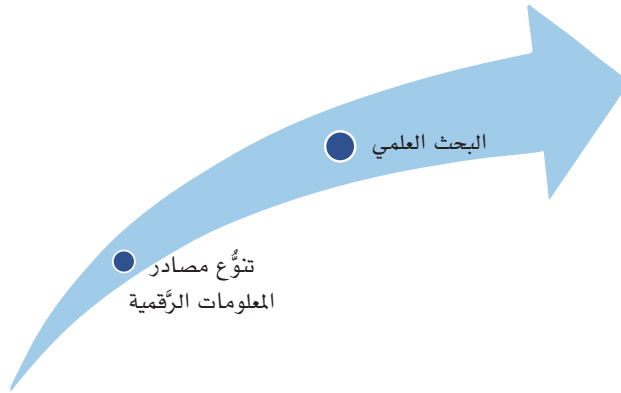 البحث العلمي
تنوُّع مصادر
المعلومات الرَّقمية